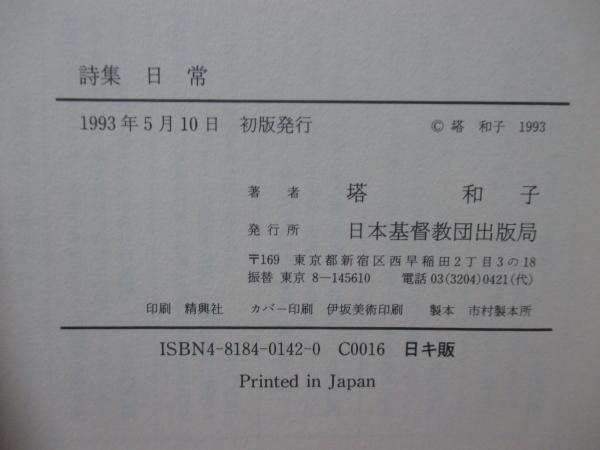 詩集 日 常
1993年5月10日 初版発行 © 塔 和子 1993
著 者 塔 和 子
発行所 日本基督教団出版局
〒169 東京都新宿区西早稲田2丁目3の18
振替 東京 8-145610 電話 03(3204)0421(代)
印刷 精興社 カバー印刷 伊坂美術印刷 製本 市村製本所
ISBN4-8184-0142-0 C0016 日キ販
Printed in Japan